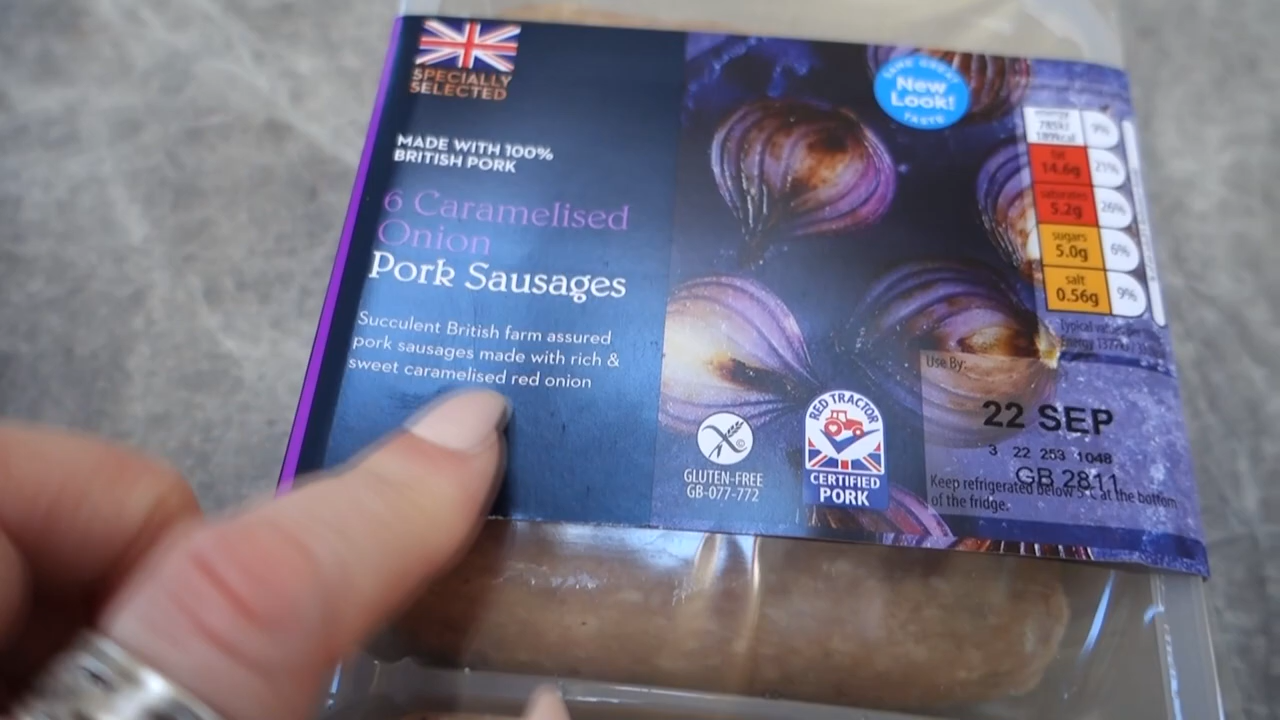 SPECIALLY
SELECTED
MADE WITH 100%
BRITISH PORK
6 Caramelised
Onion
Pork Sausages
Succulent British farm assured
pork sausages made with rich &
sweet caramelised red onion
SAME GREAT
New
Look!
TASTE
energy
785kJ
189kcal
9%
fat
14.6g
21%
saturates
5.2g
26%
sugars
5.0g
6%
salt
0.56g
9%
Typical values per
Energy 1377kJ
Use By:
22 SEP
3 22 253 1048
GB 2811
Keep refrigerated below 5°C at the bottom
of the fridge.
GLUTEN-FREE
GB-077-772
RED TRACTOR
CERTIFIED
PORK